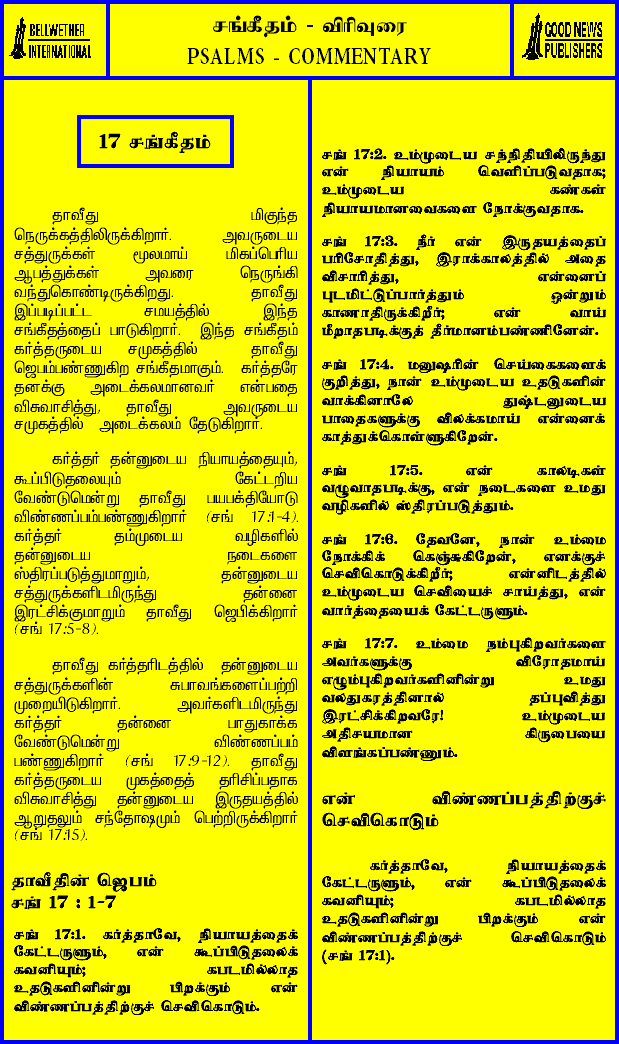 BELLWETHER
INTERNATIONAL
சங்கீதம் - விரிவுரை
PSALMS - COMMENTARY
GOOD NEWS
PUBLISHERS
17 சங்கீதம்
தாவீது மிகுந்த
நெருக்கத்திலிருக்கிறார். அவருடைய
சத்துருக்கள் மூலமாய் மிகப்பெரிய
ஆபத்துக்கள் அவரை நெருங்கி
வந்துகொண்டிருக்கிறது. தாவீது
இப்படிப்பட்ட சமயத்தில் இந்த
சங்கீதத்தைப் பாடுகிறார். இந்த சங்கீதம்
கர்த்தருடைய சமுகத்தில் தாவீது
ஜெபம்பண்ணுகிற சங்கீதமாகும். கர்த்தரே
தனக்கு அடைக்கலமானவர் என்பதை
விசுவாசித்து, தாவீது அவருடைய
சமுகத்தில் அடைக்கலம் தேடுகிறார்.
கர்த்தர் தன்னுடைய நியாயத்தையும்,
கூப்பிடுதலையும் கேட்டறிய
வேண்டுமென்று தாவீது பயபக்தியோடு
விண்ணப்பம்பண்ணுகிறார் (சங் 17:1-4).
கர்த்தர் தம்முடைய வழிகளில்
தன்னுடைய நடைகளை
ஸ்திரப்படுத்துமாறும், தன்னுடைய
சத்துருக்களிடமிருந்து தன்னை
இரட்சிக்குமாறும் தாவீது ஜெபிக்கிறார்
(சங் 17:5-8).
தாவீது கர்த்தரிடத்தில் தன்னுடைய
சத்துருக்களின் சுபாவங்களைப்பற்றி
முறையிடுகிறார். அவர்களிடமிருந்து
கர்த்தர் தன்னை பாதுகாக்க
வேண்டுமென்று விண்ணப்பம்
பண்ணுகிறார் (சங் 17:9-12). தாவீது
கர்த்தருடைய முகத்தைத் தரிசிப்பதாக
விசுவாசித்து தன்னுடைய இருதயத்தில்
ஆறுதலும் சந்தோஷமும் பெற்றிருக்கிறார்
(சங் 17:15).
தாவீதின் ஜெபம்
சங் 17 : 1-7
சங் 17:1. கர்த்தாவே, நியாயத்தைக்
கேட்டருளும், என் கூப்பிடுதலைக்
கவனியும்; கபடமில்லாத
உதடுகளினின்று பிறக்கும் என்
விண்ணப்பத்திற்குச் செவிகொடும்.
சங் 17:2. உம்முடைய சந்நிதியிலிருந்து
என் நியாயம் வெளிப்படுவதாக;
உம்முடைய கண்கள்
நியாயமானவைகளை நோக்குவதாக.
சங் 17:3. நீர் என் இருதயத்தைப்
பரிசோதித்து, இராக்காலத்தில் அதை
விசாரித்து, என்னைப்
புடமிட்டுப்பார்த்தும் ஒன்றும்
காணாதிருக்கிறீர்; என் வாய்
மீறாதபடிக்குத் தீர்மானம்பண்ணினேன்.
சங் 17:4. மனுஷரின் செய்கைகளைக்
குறித்து, நான் உம்முடைய உதடுகளின்
வாக்கினாலே துஷ்டனுடைய
பாதைகளுக்கு விலக்கமாய் என்னைக்
காத்துக்கொள்ளுகிறேன்.
சங் 17:5. என் காலடிகள்
வழுவாதபடிக்கு, என் நடைகளை உமது
வழிகளில் ஸ்திரப்படுத்தும்.
சங் 17:6. தேவனே, நான் உம்மை
நோக்கிக் கெஞ்சுகிறேன், எனக்குச்
செவிகொடுக்கிறீர்; என்னிடத்தில்
உம்முடைய செவியைச் சாய்த்து, என்
வார்த்தையைக் கேட்டருளும்.
சங் 17:7. உம்மை நம்புகிறவர்களை
அவர்களுக்கு விரோதமாய்
எழும்புகிறவர்களினின்று உமது
வலதுகரத்தினால் தப்புவித்து
இரட்சிக்கிறவரே! உம்முடைய
அதிசயமான கிருபையை
விளங்கப்பண்ணும்.
என் விண்ணப்பத்திற்குச்
செவிகொடும்
கர்த்தாவே, நியாயத்தைக்
கேட்டருளும், என் கூப்பிடுதலைக்
கவனியும்; கபடமில்லாத
உதடுகளினின்று பிறக்கும் என்
விண்ணப்பத்திற்குச் செவிகொடும்
(சங் 17:1).